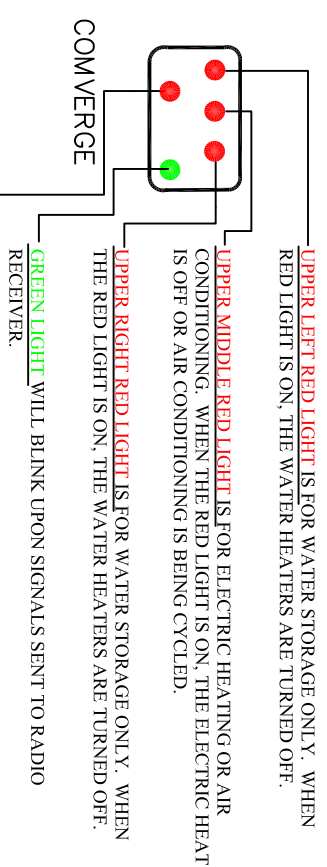 UPPER LEFT RED LIGHT IS FOR WATER STORAGE ONLY. WHEN
RED LIGHT IS ON, THE WATER HEATERS ARE TURNED OFF.
UPPER MIDDLE RED LIGHT IS FOR ELECTRIC HEATING OR AIR
CONDITIONING. WHEN THE RED LIGHT IS ON, THE ELECTRIC HEAT
IS OFF OR AIR CONDITIONING IS BEING CYCLED.
UPPER RIGHT RED LIGHT IS FOR WATER STORAGE ONLY. WHEN
THE RED LIGHT IS ON, THE WATER HEATERS ARE TURNED OFF.
GREEN LIGHT WILL BLINK UPON SIGNALS SENT TO RADIO
RECEIVER.
COMVERGE